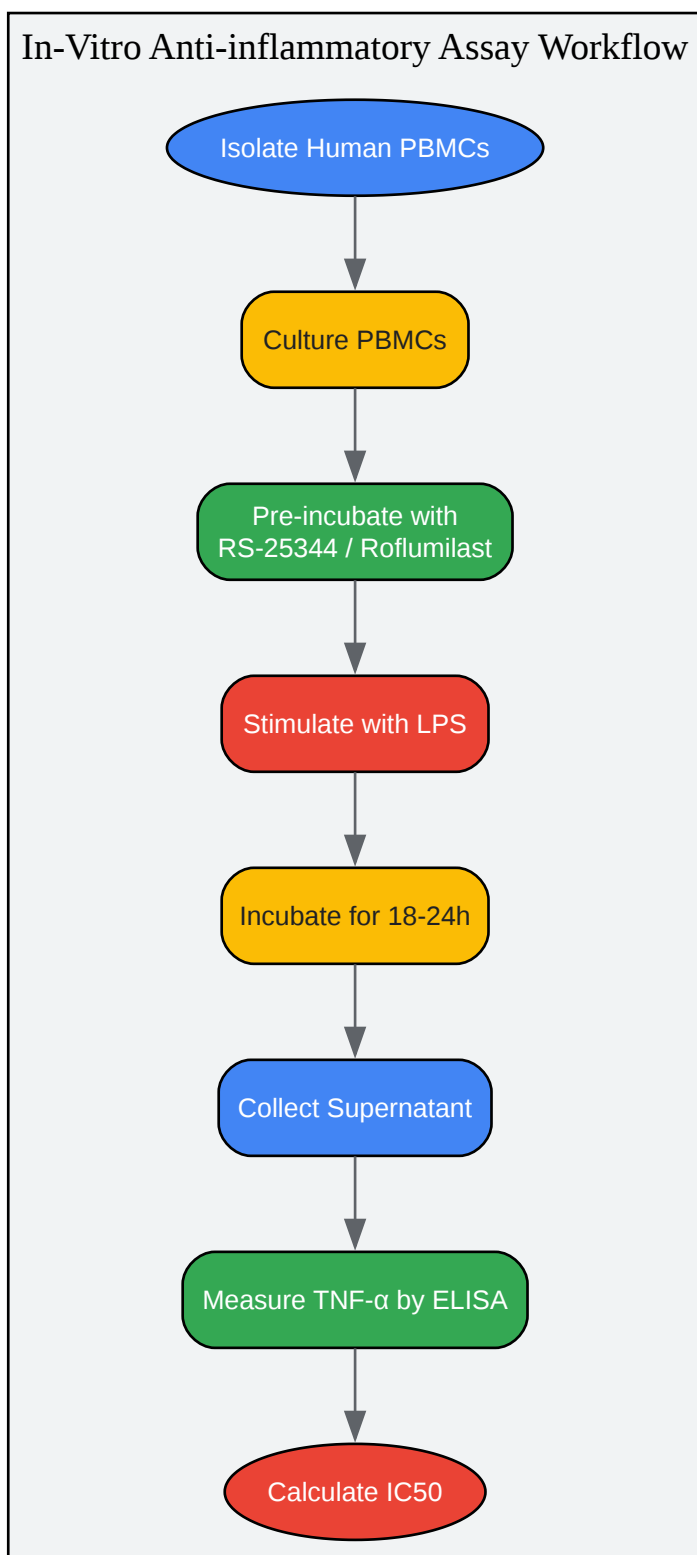 In-Vitro Anti-inflammatory Assay Workflow
Isolate Human PBMCs
Culture PBMCs
Pre-incubate with
RS-25344 / Roflumilast
Stimulate with LPS
Incubate for 18-24h
Collect Supernatant
Measure TNF-α by ELISA
Calculate IC50